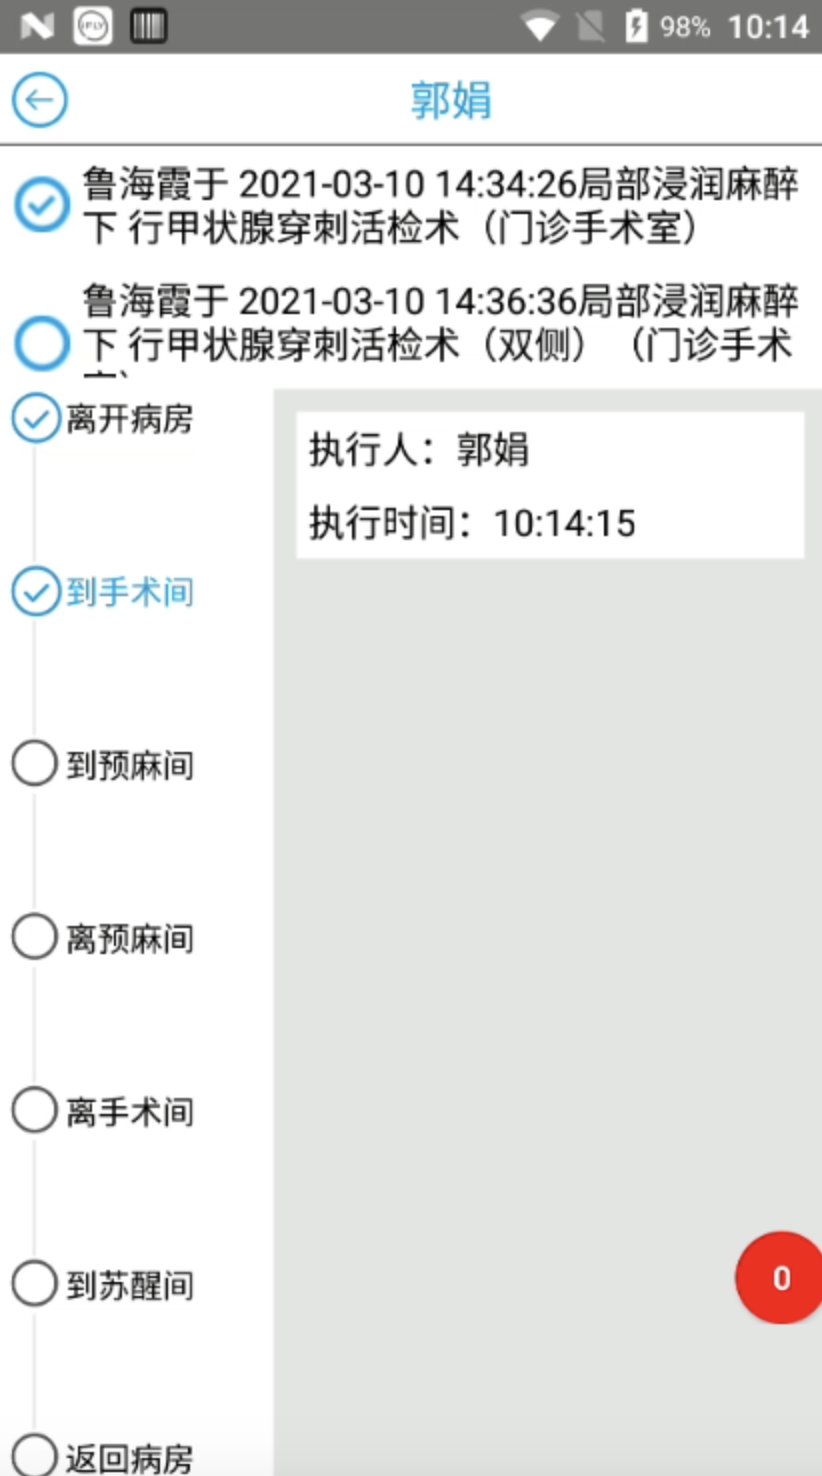 iFLY
98% 10:14
郭娟
鲁海霞于 2021-03-10 14:34:26局部浸润麻醉
下 行甲状腺穿刺活检术（门诊手术室）
鲁海霞于 2021-03-10 14:36:36局部浸润麻醉
下 行甲状腺穿刺活检术（双侧）（门诊手术
离开病房
执行人：郭娟
执行时间：10:14:15
到手术间
到预麻间
离预麻间
离手术间
到苏醒间
0
返回病房